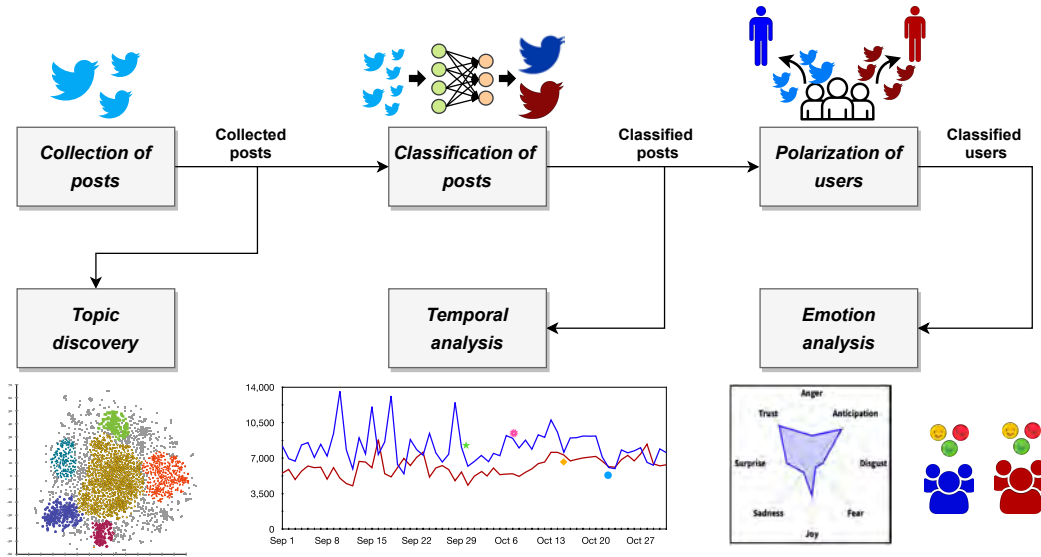 Collected
posts
Classified
posts
Classified
users
Collection of
posts
Classification of
posts
Polarization of
users
Topic
discovery
Temporal
analysis
Emotion
analysis
14,000
10,500
7,000
3,500
0
Sep 1
Sep 8
Sep 15
Sep 22
Sep 29
Oct 6
Oct 13
Oct 20
Oct 27
Anger
Trust
Anticipation
Surprise
Disgust
Sadness
Fear
Joy